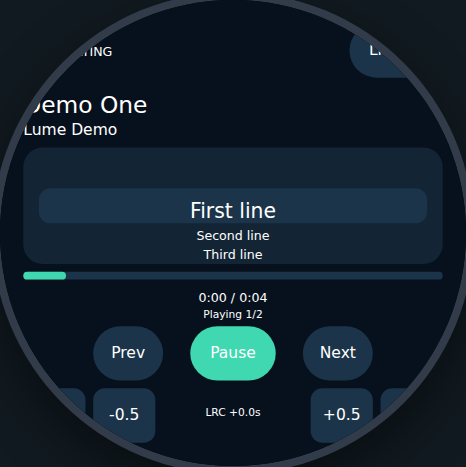 Demo One
Lume Demo
First line
Second line
Third line
0:00 / 0:04
Playing 1/2
Prev
Pause
Next
-0.5
LRC +0.0s
+0.5